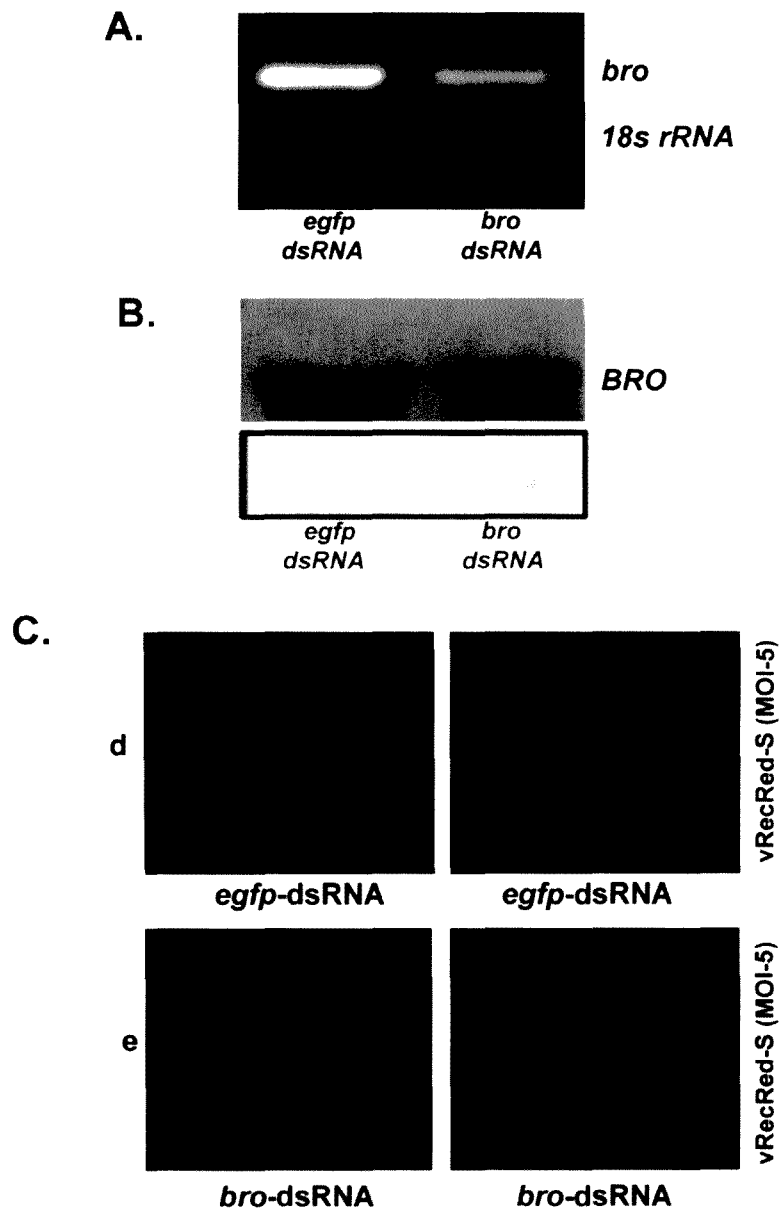 A.
bro
18s rRNA
egfp
dsRNA
bro
dsRNA
B.
BRO
egfp
dsRNA
bro
dsRNA
C.
d
vRecRed-S (MOI-5)
egfp-dsRNA
egfp-dsRNA
e
vRecRed-S (MOI-5)
bro-dsRNA
bro-dsRNA